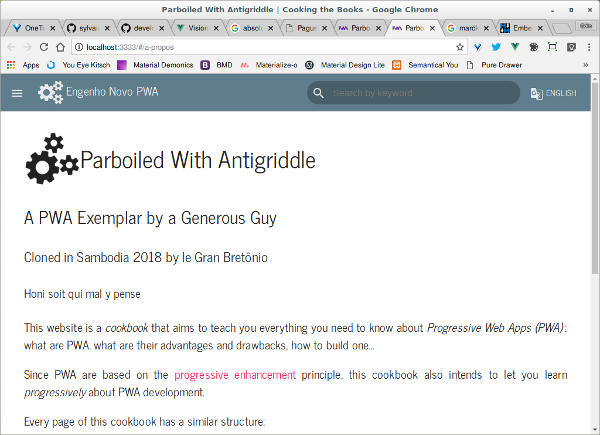 Parboiled With Antigriddle | Cooking the Books - Google Chrome
OneT sylva develo Vision absolu Pague Parbo Parbo mardk Embe
localhost:3333/#/a-propos
Apps You Eye Kitsch Material Demonics BMD Materialize-o Material Design Lite Semantical You Pure Drawer »
Engenho Novo PWA Search by keyword ENGLISH
Parboiled With Antigriddle
A PWA Exemplar by a Generous Guy
Cloned in Sambodia 2018 by le Gran Bretônio
Honi soit qui mal y pense
This website is a cookbook that aims to teach you everything you need to know about Progressive Web Apps (PWA):
what are PWA, what are their advantages and drawbacks, how to build one...
Since PWA are based on the progressive enhancement principle, this cookbook also intends to let you learn
progressively about PWA development.
Every page of this cookbook has a similar structure: